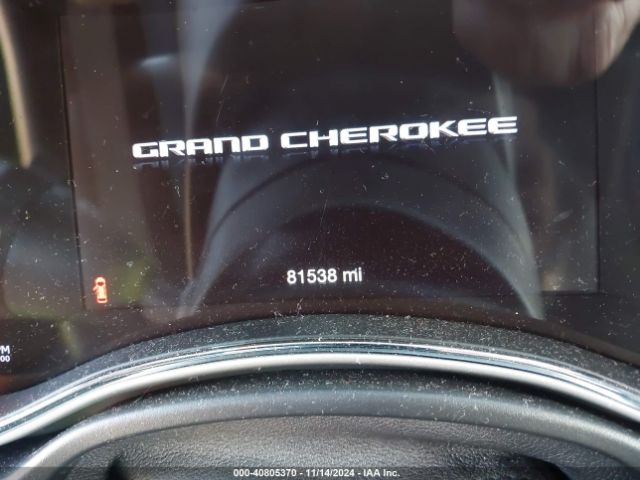 GRAND CHEROKEE
81538 mi
000-40805370 - 11/14/2024 - IAA Inc.